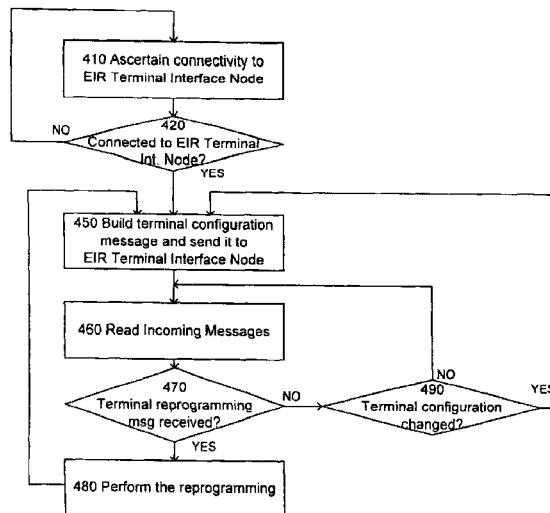 410 Ascertain connectivity to
EIR Terminal Interface Node
NO
420
Connected to EIR Terminal
Int. Node?
YES
450 Build terminal configuration
message and send it to
EIR Terminal Interface Node
460 Read Incoming Messages
470
Terminal reprogramming
msg received?
NO
YES
NO
490
Terminal configuration
changed?
YES
480 Perform the reprogramming